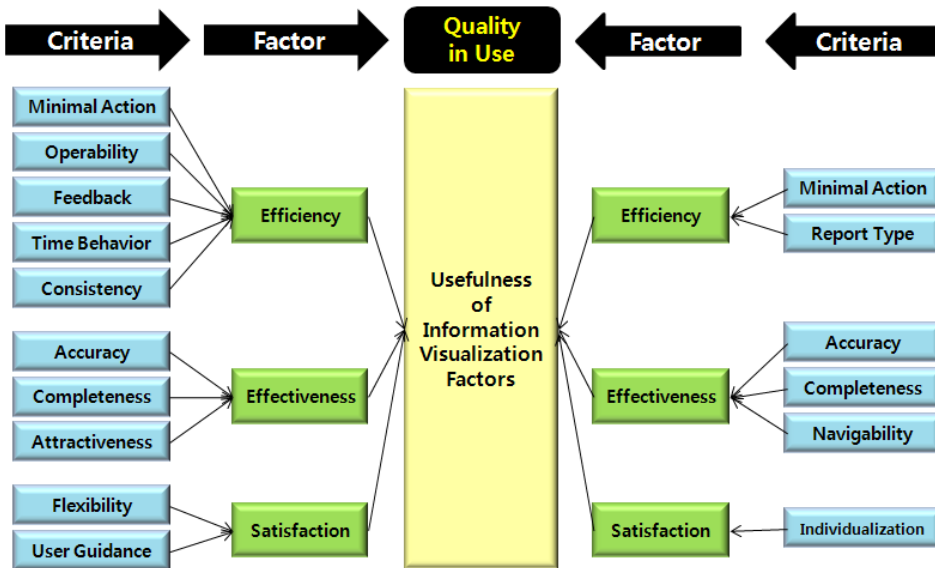 Criteria
Factor
Quality
in Use
Factor
Criteria
Minimal Action
Operability
Feedback
Time Behavior
Consistency
Efficiency
Accuracy
Completeness
Attractiveness
Effectiveness
Flexibility
User Guidance
Satisfaction
Usefulness
of
Information
Visualization
Factors
Efficiency
Minimal Action
Report Type
Effectiveness
Accuracy
Completeness
Navigability
Satisfaction
Individualization